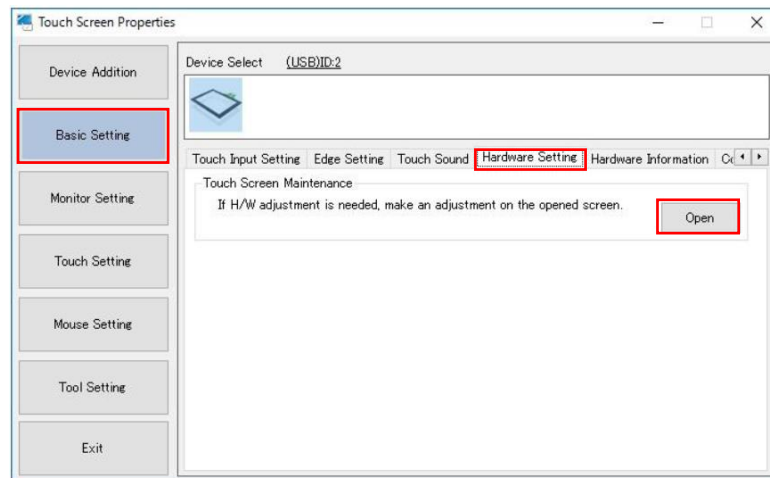 Touch Screen Properties
Device Addition
Basic Setting
Monitor Setting
Touch Setting
Mouse Setting
Tool Setting
Exit
Device Select (USB)ID:2
Touch Input Setting Edge Setting Touch Sound Hardware Setting Hardware Information
Touch Screen Maintenance
If H/W adjustment is needed, make an adjustment on the opened screen.
Open